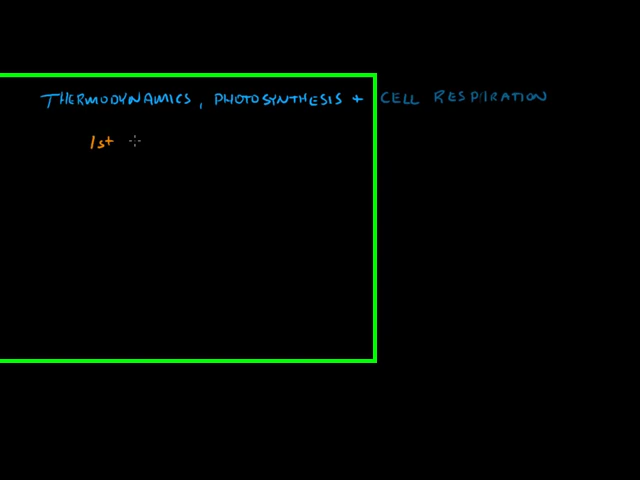 THERMODYNAMICS, PHOTOSYNTHESIS + CELL RESPIRATION
1st